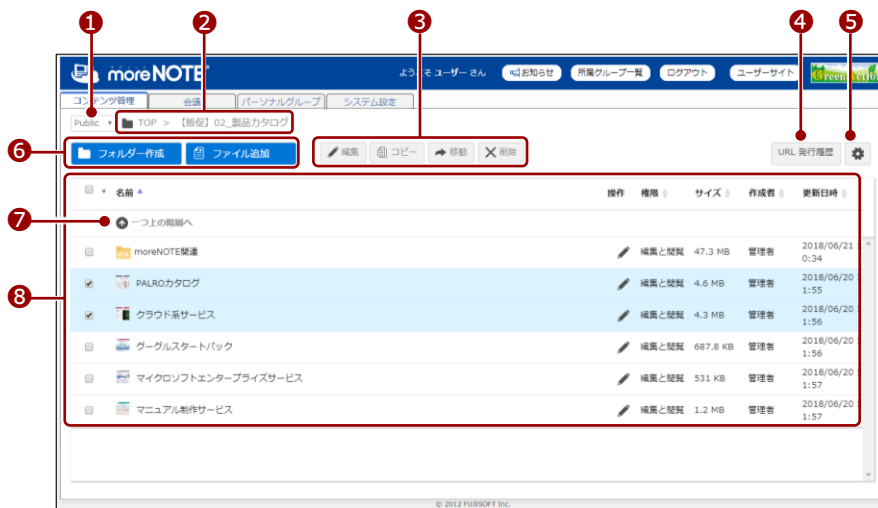 1 2 3 4 5
moreNOTE ようこそ ユーザー さん お知らせ 所属グループ一覧 ログアウト ユーザーサイト
コンテンツ管理 会議 パーソナルグループ システム設定
Public TOP > 【販促】02_製品カタログ
6 フォルダー作成 ファイル追加 編集 コピー 移動 削除 URL 発行履歴
名前 操作 権限 サイズ 作成者 更新日時
7 一つ上の階層へ
moreNOTE関連 編集と閲覧 47.3 MB 管理者 2018/06/21
0:34
8
PALROカタログ 編集と閲覧 4.6 MB 管理者 2018/06/20
1:55
クラウド系サービス 編集と閲覧 4.3 MB 管理者 2018/06/20
1:56
グーグルスタートパック 編集と閲覧 687.8 KB 管理者 2018/06/20
1:56
マイクロソフトエンタープライズサービス 編集と閲覧 531 KB 管理者 2018/06/20
1:57
マニュアル制作サービス 編集と閲覧 1.2 MB 管理者 2018/06/20
1:57
© 2012 FUJISOFT Inc.